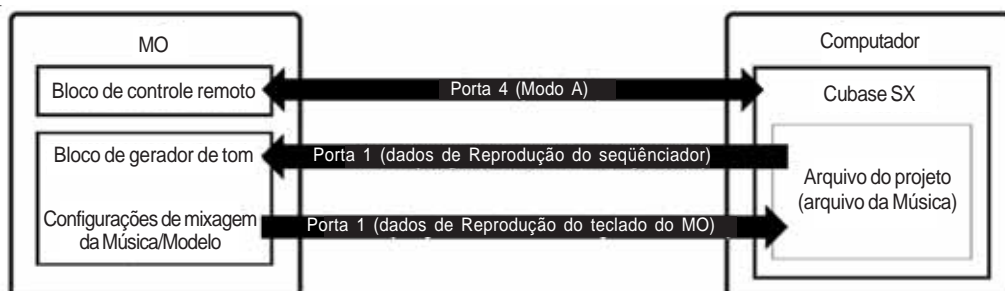 MO
Computador
Bloco de controle remoto
Porta 4 (Modo A)
Cubase SX
Bloco de gerador de tom
Porta 1 (dados de Reprodução do seqüênciador)
Arquivo do projeto
(arquivo da Música)
Configurações de mixagem
da Música/Modelo
Porta 1 (dados de Reprodução do teclado do MO)